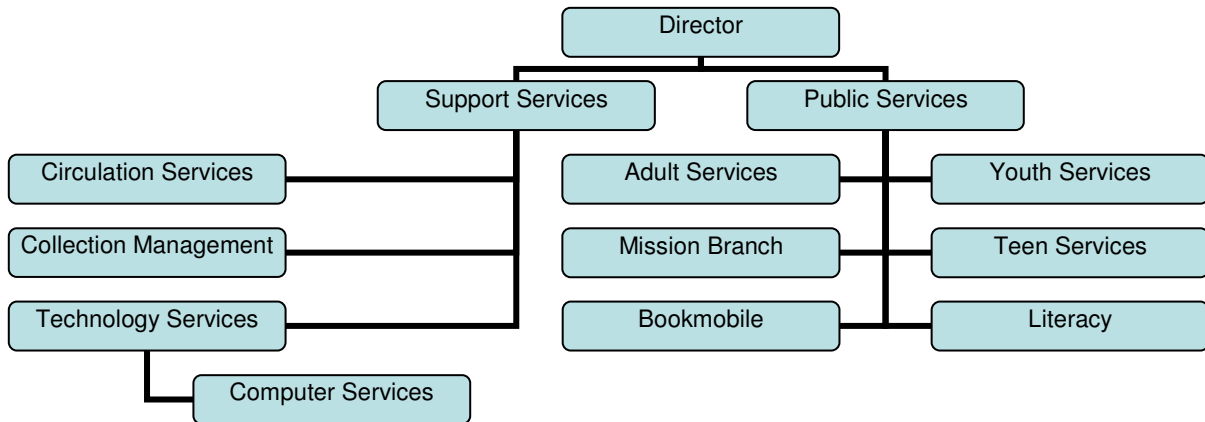 Director
Support Services
Public Services
Circulation Services
Adult Services
Youth Services
Collection Management
Mission Branch
Teen Services
Technology Services
Bookmobile
Literacy
Computer Services